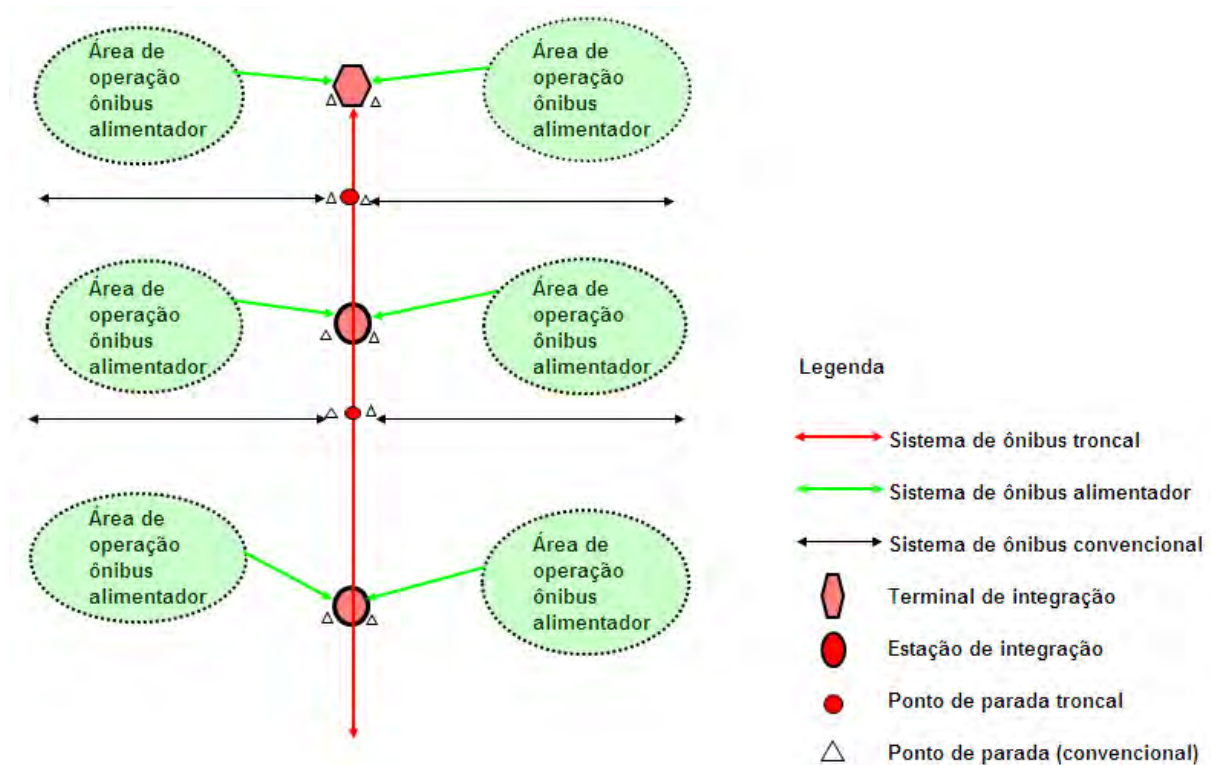 Área de
operação
ônibus
alimentador
Área de
operação
ônibus
alimentador
Área de
operação
ônibus
alimentador
Área de
operação
ônibus
alimentador
Área de
operação
ônibus
alimentador
Área de
operação
ônibus
alimentador
Legenda
Sistema de ônibus troncal
Sistema de ônibus alimentador
Sistema de ônibus convencional
Terminal de integração
Estação de integração
Ponto de parada troncal
Ponto de parada (convencional)